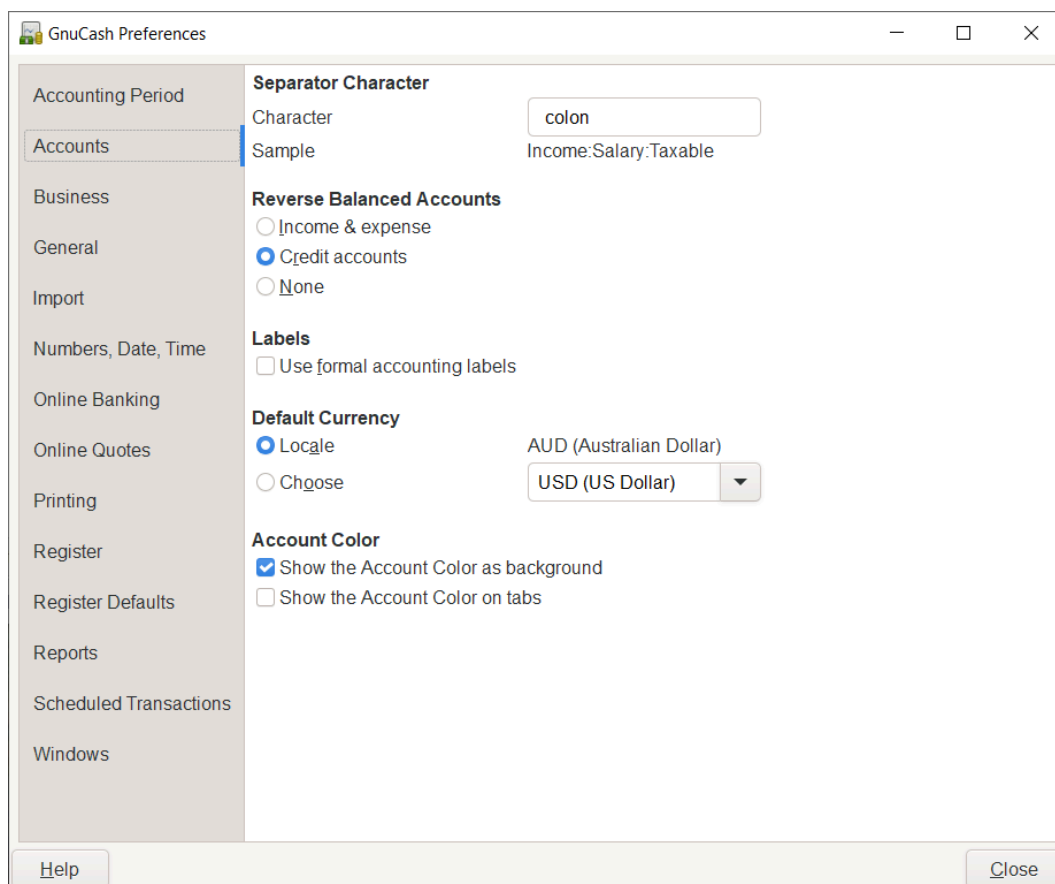 GnuCash Preferences
Accounting Period
Accounts
Business
General
Import
Numbers, Date, Time
Online Banking
Online Quotes
Printing
Register
Register Defaults
Reports
Scheduled Transactions
Windows
Separator Character
Character colon
Sample Income:Salary:Taxable
Reverse Balanced Accounts
Income & expense
Credit accounts
None
Labels
Use formal accounting labels
Default Currency
Locale AUD (Australian Dollar)
Choose USD (US Dollar)
Account Color
Show the Account Color as background
Show the Account Color on tabs
Help Close